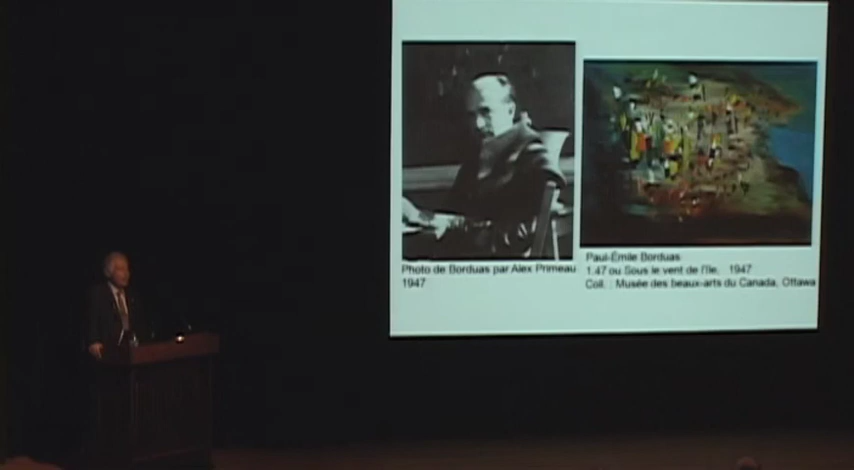 Photo de Borduas par Alex Primeau
1947
Paul-Émile Borduas
1.47 ou Sous le vent de l'île, 1947
Coll. : Musée des beaux-arts du Canada, Ottawa